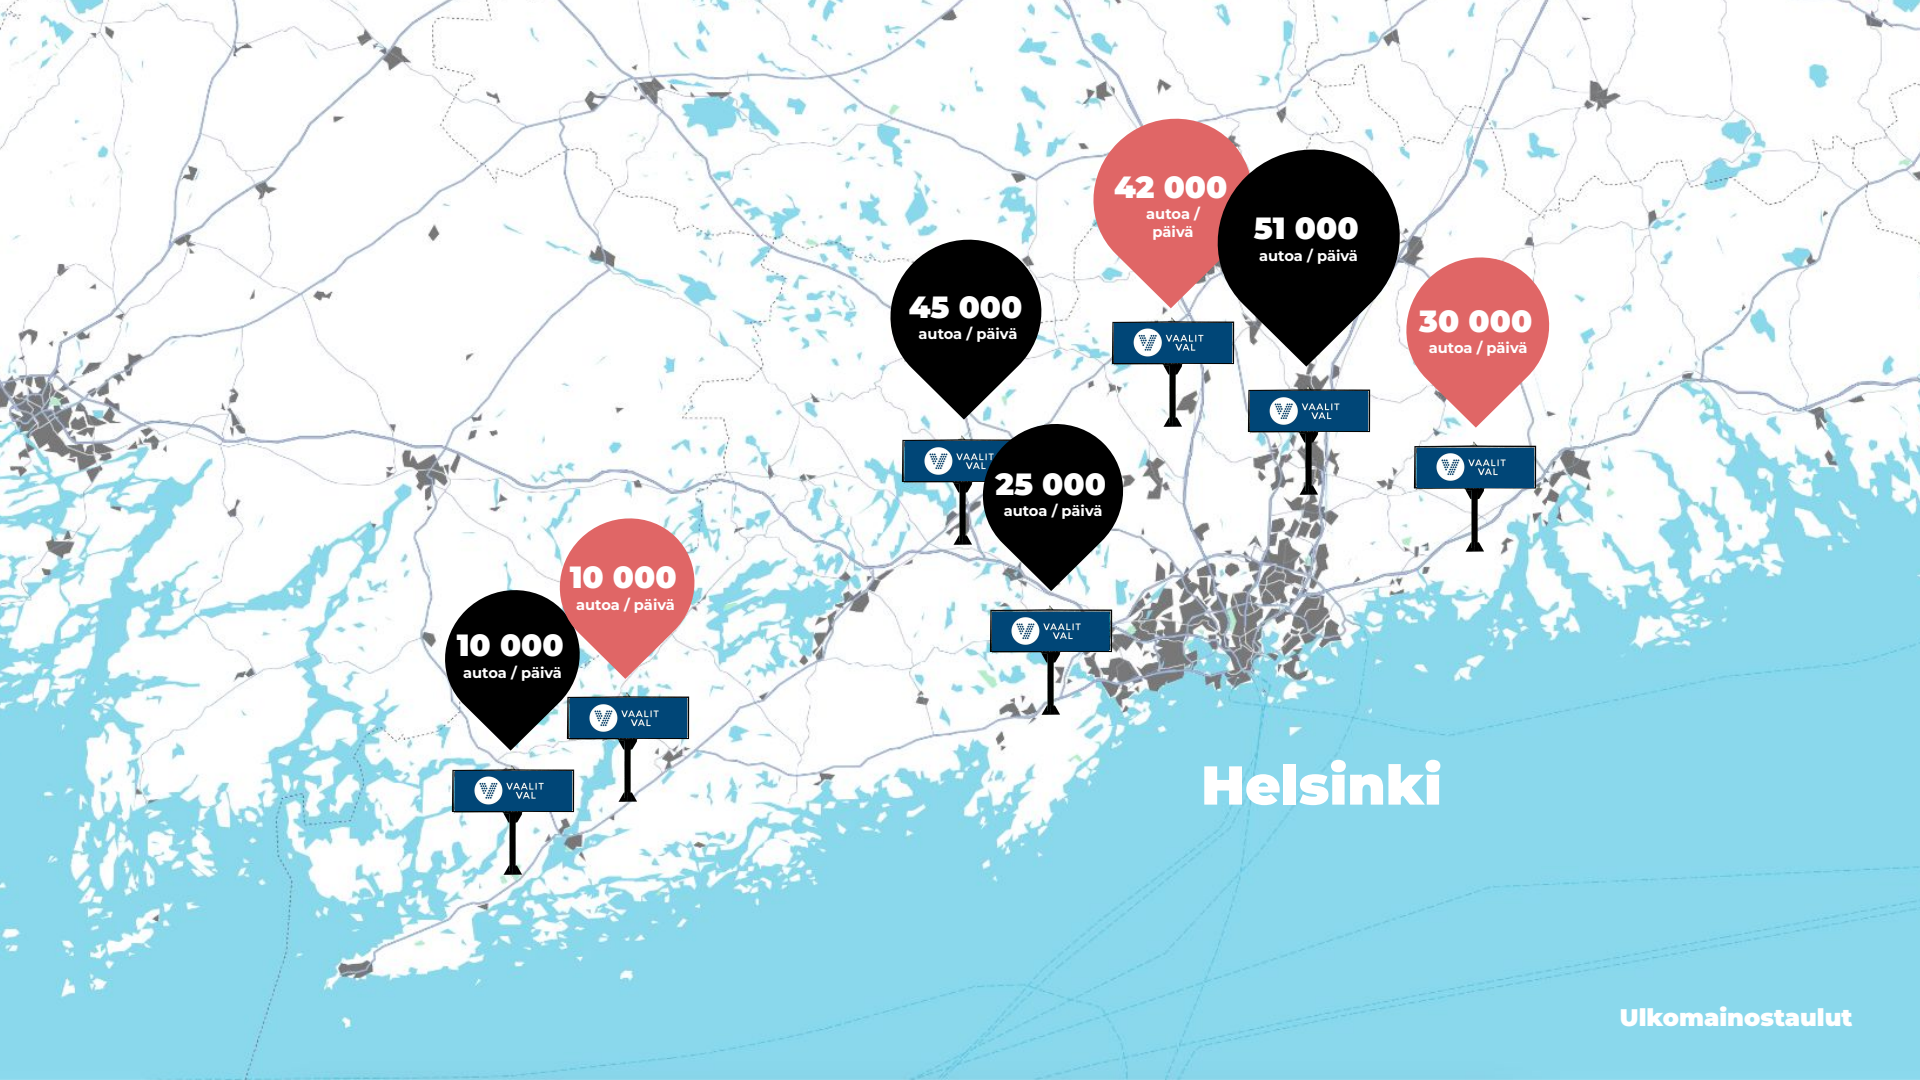 42 000
autoa /
päivä
51 000
autoa / päivä
45 000
autoa / päivä
30 000
autoa / päivä
VAALIT
VAL
VAALIT
VAL
VAALIT
VAL
VAALIT
VAL
25 000
autoa / päivä
10 000
autoa / päivä
10 000
autoa / päivä
VAALIT
VAL
VAALIT
VAL
VAALIT
VAL
Helsinki
Ulkomainostaulut